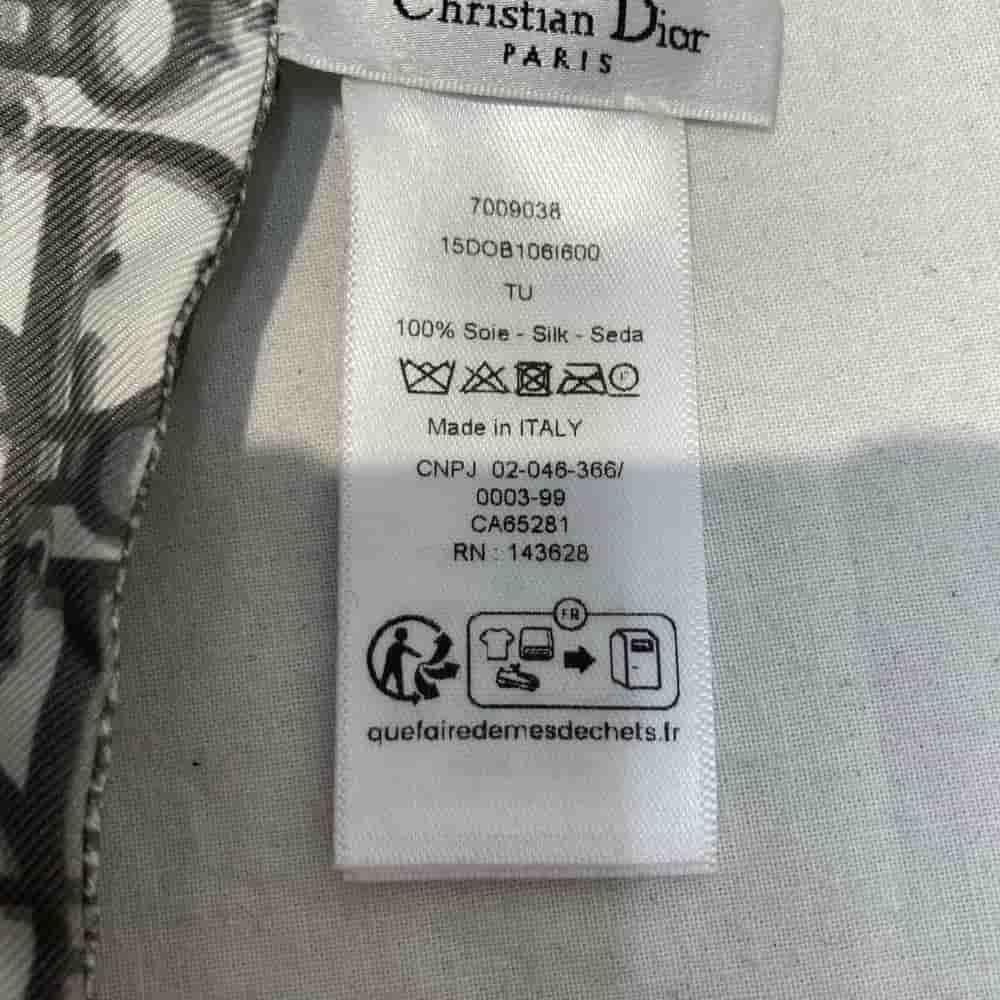 Christian Dior
PARIS
7009038
15DOB106I600
TU
100% Soie - Silk - Seda
Made in ITALY
CNPJ 02-046-366/
0003-99
CA65281
RN : 143628
FR
quefairedemesdechets.fr